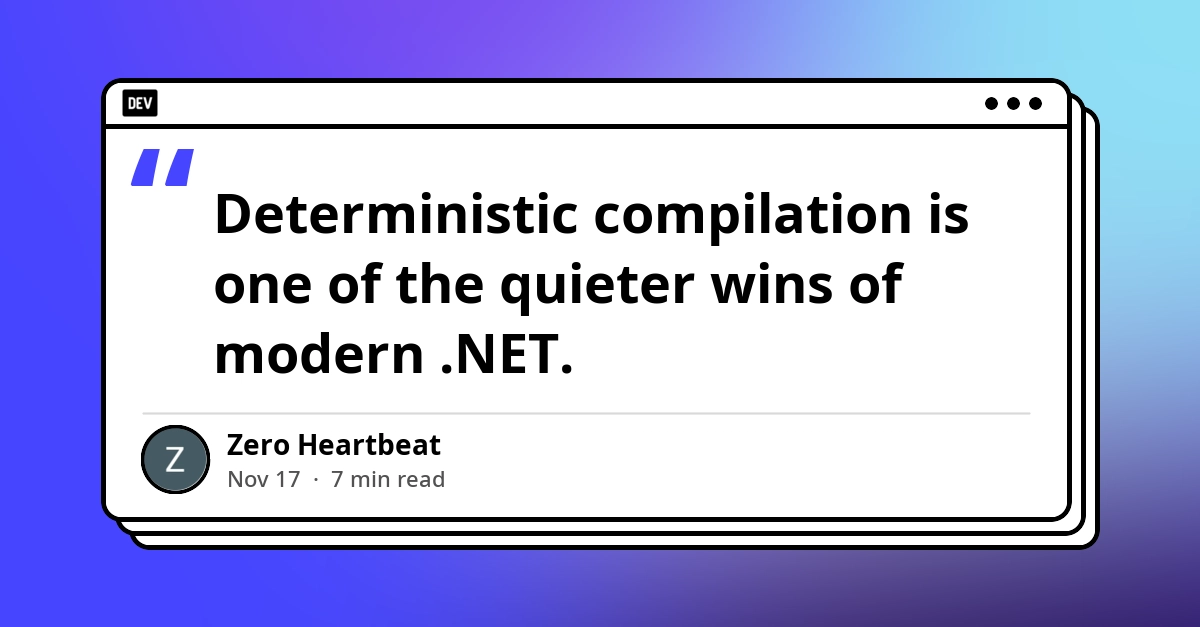 DEV
Deterministic compilation is
one of the quieter wins of
modern .NET.
Z
Zero Heartbeat
Nov 17 · 7 min read